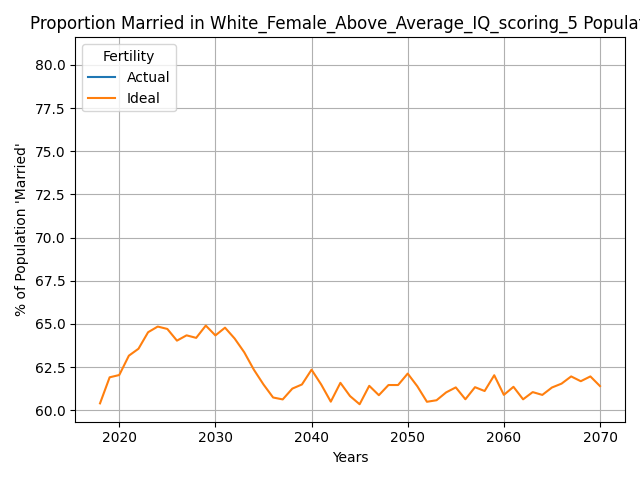 Proportion Married in White_Female_Above_Average_IQ_scoring_5 Populat
Fertility
Actual
Ideal
% of Population 'Married'
80.0
77.5
75.0
72.5
70.0
67.5
65.0
62.5
60.0
2020 2030 2040 2050 2060 2070
Years